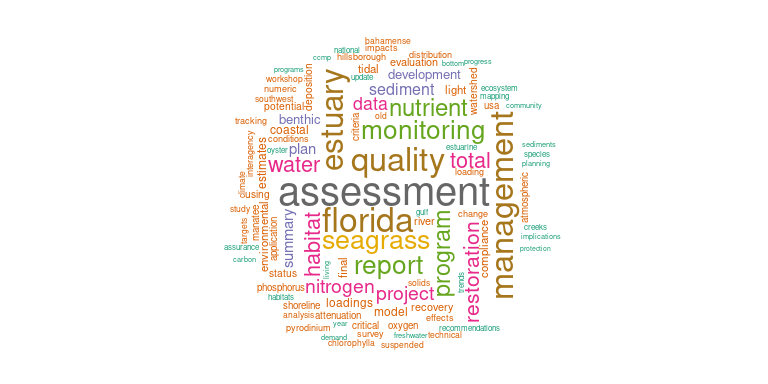 bahamense
national
impacts
ccmp
hillsborough
distribution
evaluation
bottom
progress
programs
tidal
update
development
workshop
deposition
watershed
ecosystem
numeric
sediment
light
mapping
southwest
potential
data
nutrient
usa
community
tracking
benthic
estuary
criteria
old
monitoring
coastal
conditions
interagency
oyster
plan
estuarine
sediments
estimates
quality
total
species
water
planning
loading
climate
assessment
management
atmospheric
using
study
manatee
environmental
summary
habitat
florida
gulf
river
change
creeks
targets
application
seagrass
program
restoration
compliance
implications
assurance
protection
carbon
living
final
report
trends
status
solids
phosphorus
nitrogen
project
habitats
shoreline
loadings
model
recovery
analysis
attenuation
effects
year
pyrodinium
critical
oxygen
recommendations
demand
survey
freshwater
technical
chlorophylla
suspended